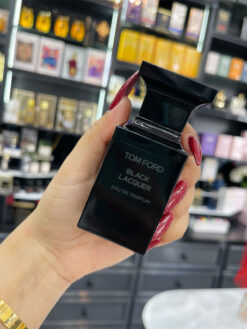 TOM FORD
BLACK
LACQUER
EAU DE PARFUM